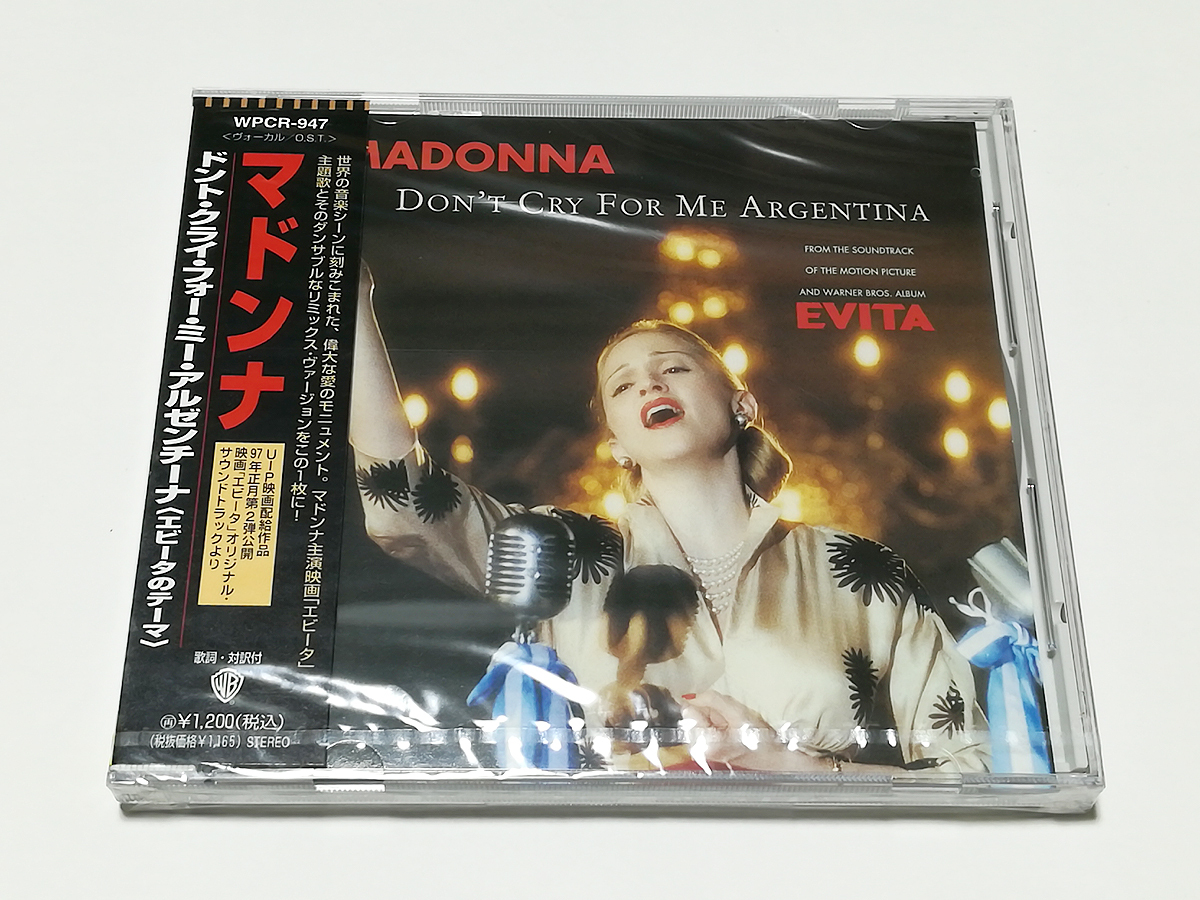 WPCR-947
<ヴォーカル/O.S.T.>
世界の音楽シーンに刻みこまれた、偉大な愛のモニュメント。マドンナ主演映画「エビータ」
主題歌とそのダンサブルなリミックス・ヴァージョンをこの1枚に!
マドンナ
ドント・クライ・フォー・ミー・アルゼンチーナ〈エビータのテーマ〉
UIP映画配給作品
97年正月第2弾公開
映画「エビータ」オリジナル・
サウンドトラックより
歌詞・対訳付
WB
㊥¥1,200(税込)
(税抜価格¥1,165) STEREO
MADONNA
DON'T CRY FOR ME ARGENTINA
FROM THE SOUNDTRACK
OF THE MOTION PICTURE
AND WARNER BROS. ALBUM
EVITA